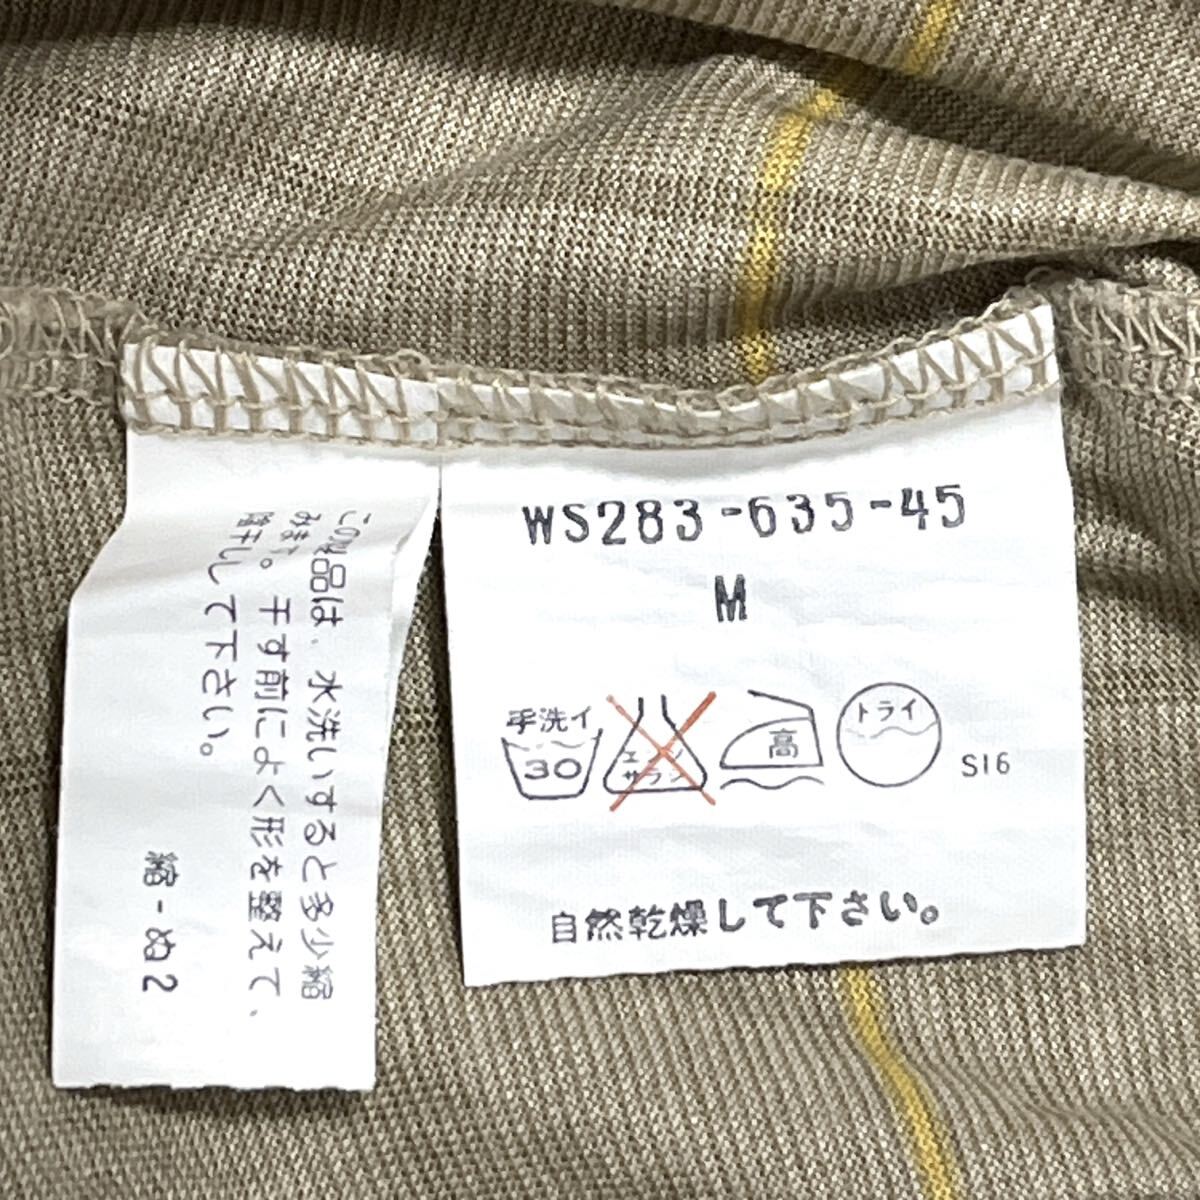 この製品は、水洗いすると多少縮
みます。干す前によく形を整えて、
陰干しして下さい。
縮-ぬ2
WS283-635-45
M
手洗イ
30
エンソ
サラシ
高
ドライ
S16
自然乾燥して下さい。